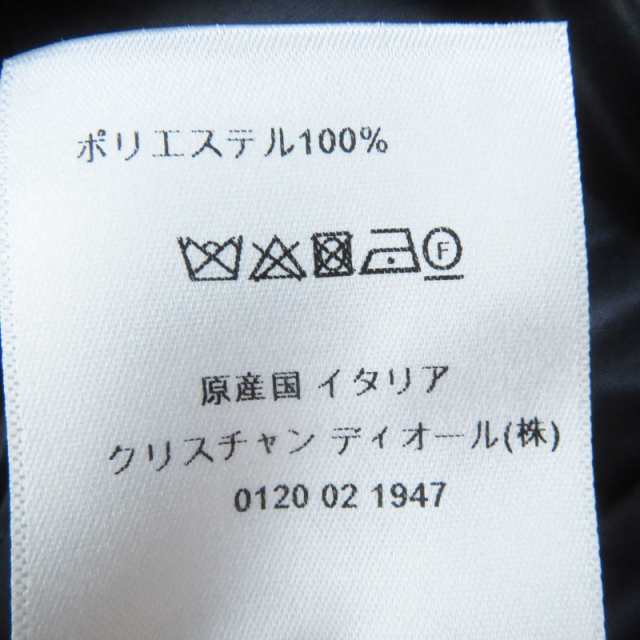 ポリエステル100%
F
原産国 イタリア
クリスチャン ディオール(株)
0120 02 1947